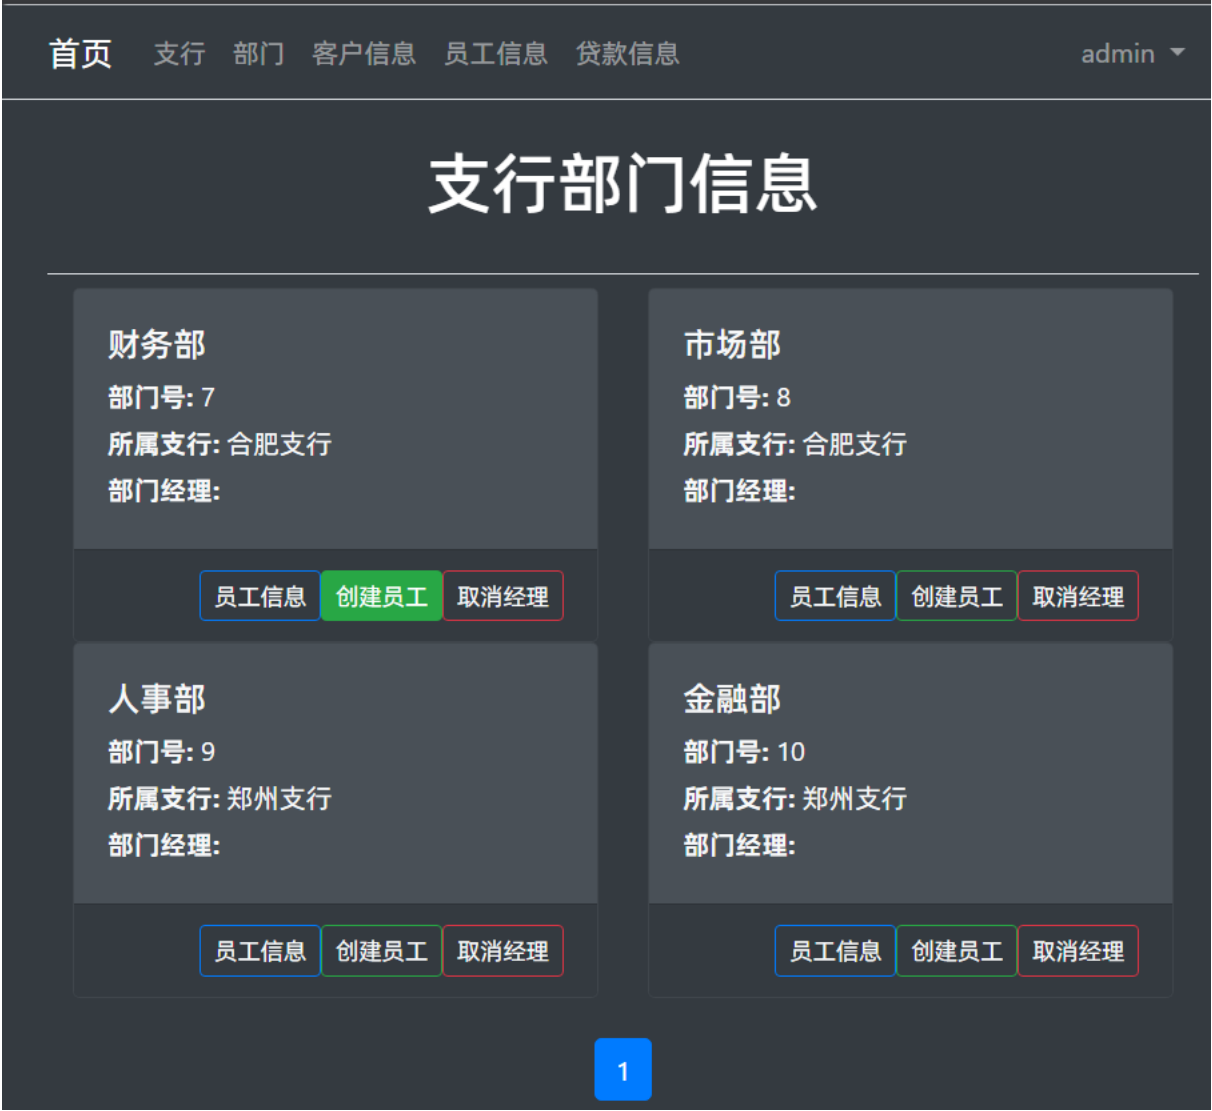 首页 支行 部门 客户信息 员工信息 贷款信息 admin
支行部门信息
财务部
部门号: 7
所属支行: 合肥支行
部门经理:
员工信息 创建员工 取消经理
市场部
部门号: 8
所属支行: 合肥支行
部门经理:
员工信息 创建员工 取消经理
人事部
部门号: 9
所属支行: 郑州支行
部门经理:
员工信息 创建员工 取消经理
金融部
部门号: 10
所属支行: 郑州支行
部门经理:
员工信息 创建员工 取消经理
1